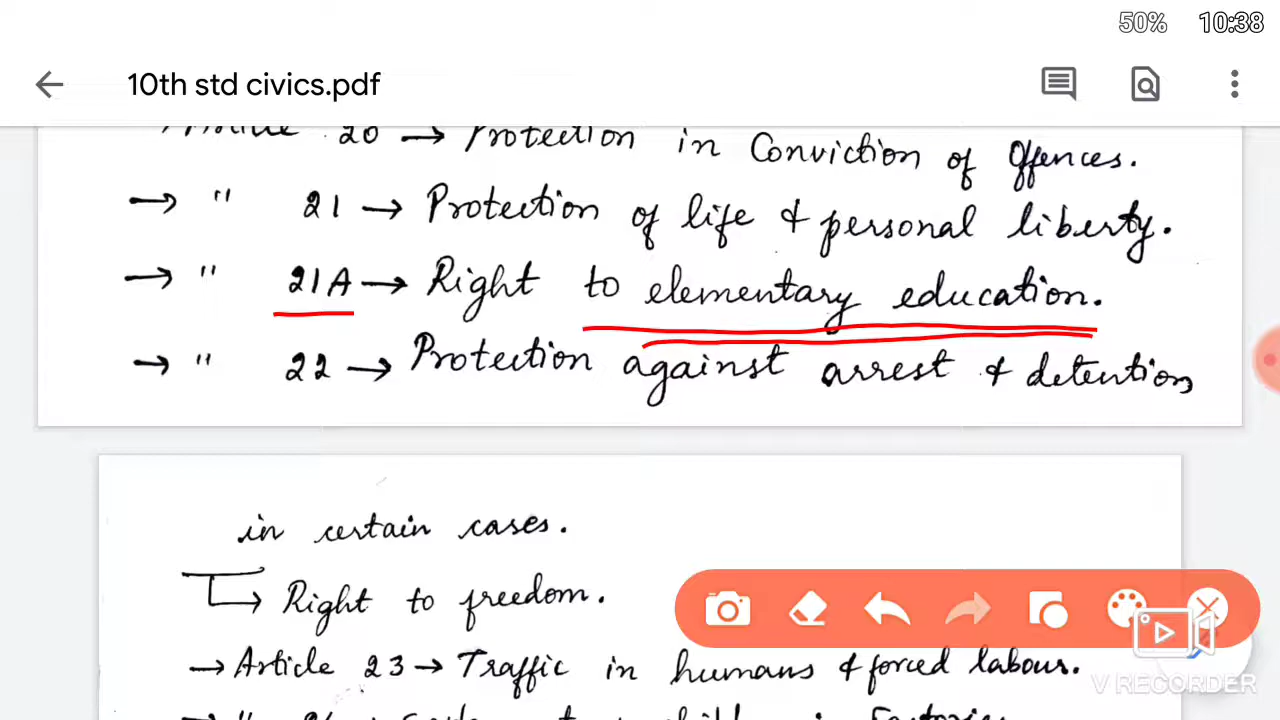 50% 10:38
10th std civics.pdf
Article 20 → Protection in Conviction of Offences.
→ " 21 → Protection of life & personal liberty.
→ " 21A → Right to elementary education.
→ " 22 → Protection against arrest & detention
in certain cases.
→ Right to freedom.
→ Article 23 → Traffic in humans & forced labour.
V RECORDER